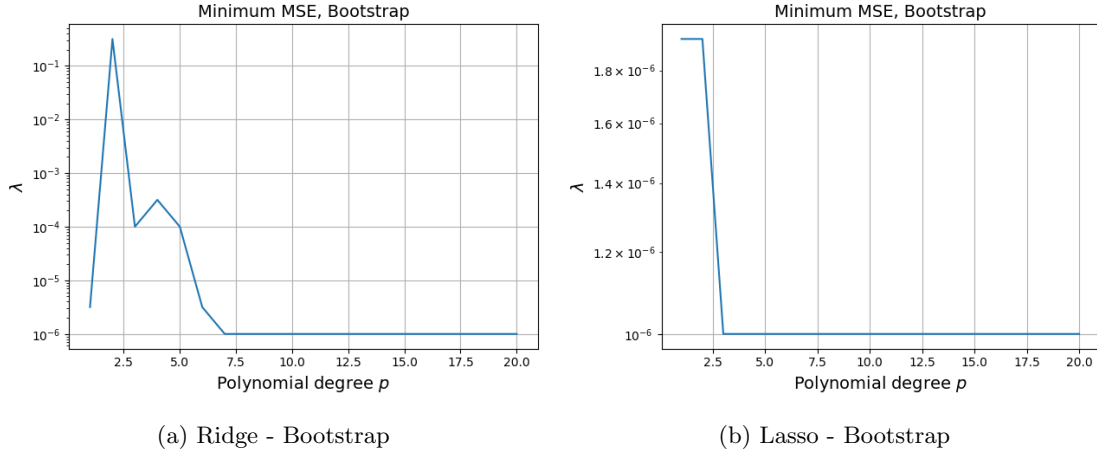 Minimum MSE, Bootstrap
10⁻¹
10⁻²
10⁻³
10⁻⁴
10⁻⁵
10⁻⁶
λ
2.5 5.0 7.5 10.0 12.5 15.0 17.5 20.0
Polynomial degree p
(a) Ridge - Bootstrap
Minimum MSE, Bootstrap
1.8 × 10⁻⁶
1.6 × 10⁻⁶
1.4 × 10⁻⁶
1.2 × 10⁻⁶
10⁻⁶
λ
2.5 5.0 7.5 10.0 12.5 15.0 17.5 20.0
Polynomial degree p
(b) Lasso - Bootstrap